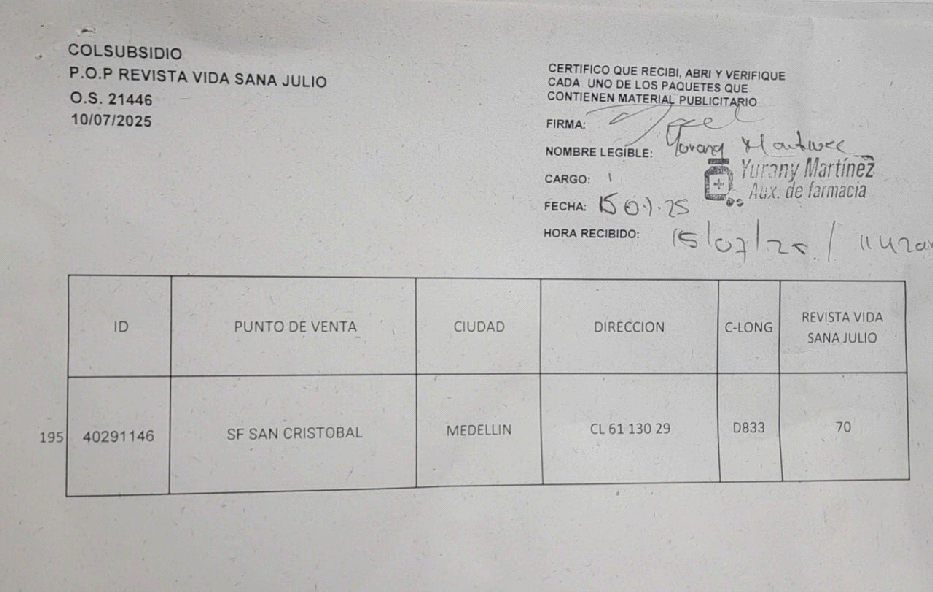 COLSUBSIDIO
P.O.P REVISTA VIDA SANA JULIO
O.S. 21446
10/07/2025
CERTIFICO QUE RECIBI, ABRI Y VERIFIQUE
CADA UNO DE LOS PAQUETES QUE
CONTIENEN MATERIAL PUBLICITARIO
FIRMA:
NOMBRE LEGIBLE: Yurany Martinez
Yurany Martínez
Aux. de farmacia
CARGO:
FECHA: 15 07.25
HORA RECIBIDO: 15/07/25 /
ID PUNTO DE VENTA CIUDAD DIRECCION C-LONG REVISTA VIDA
SANA JULIO
195 40291146 SF SAN CRISTOBAL MEDELLIN CL 61 130 29 D833 70